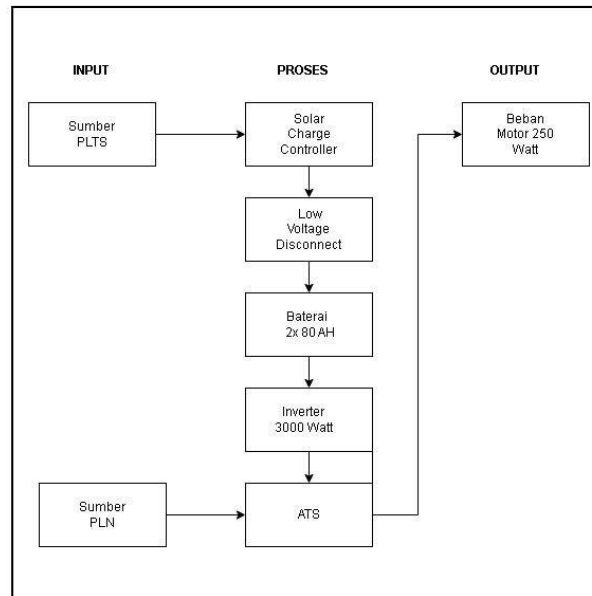 INPUT
PROSES
OUTPUT
Sumber
PLTS
Solar
Charge
Controller
Beban
Motor 250
Watt
Low
Voltage
Disconnect
Baterai
2x 80 AH
Inverter
3000 Watt
Sumber
PLN
ATS